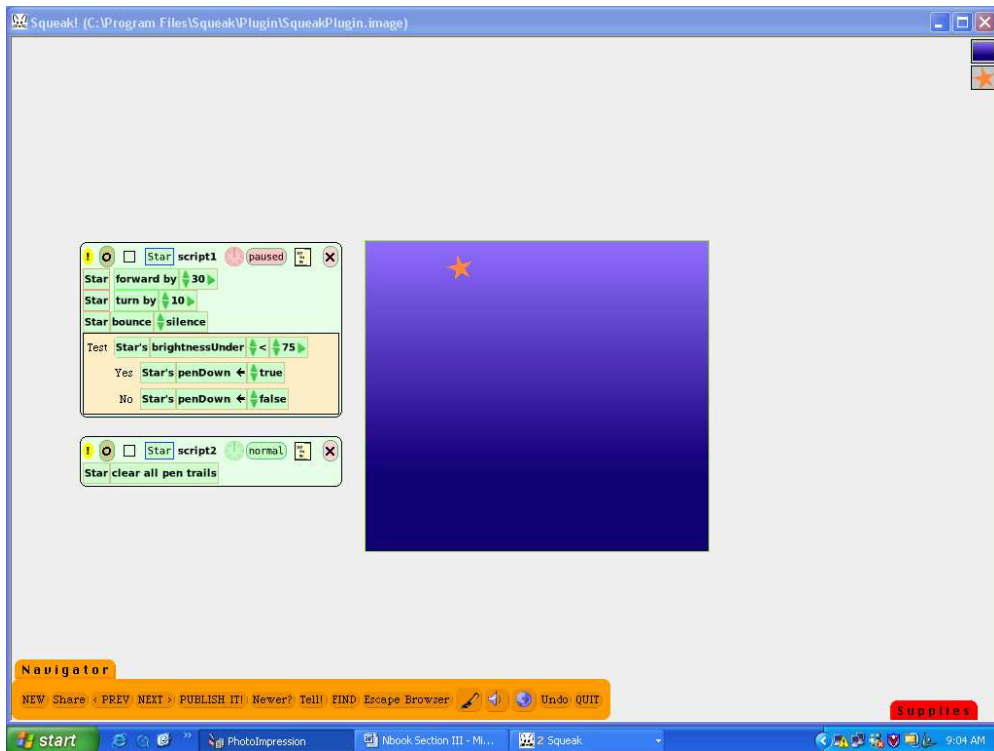 Squeak! (C:\Program Files\Squeak\Plugin\SqueakPlugin.image)
! Star script1 paused
Star forward by 30
Star turn by 10
Star bounce silence
Test Star's brightnessUnder < 75
Yes Star's penDown ← true
No Star's penDown ← false
! Star script2 normal
Star clear all pen trails
Navigator
NEW Share < PREV NEXT > PUBLISH IT! Newer? Tell! FIND Escape Browser Undo QUIT
Supplies
start PhotoImpression Nbook Section III - Mi... 2 Squeak 9:04 AM